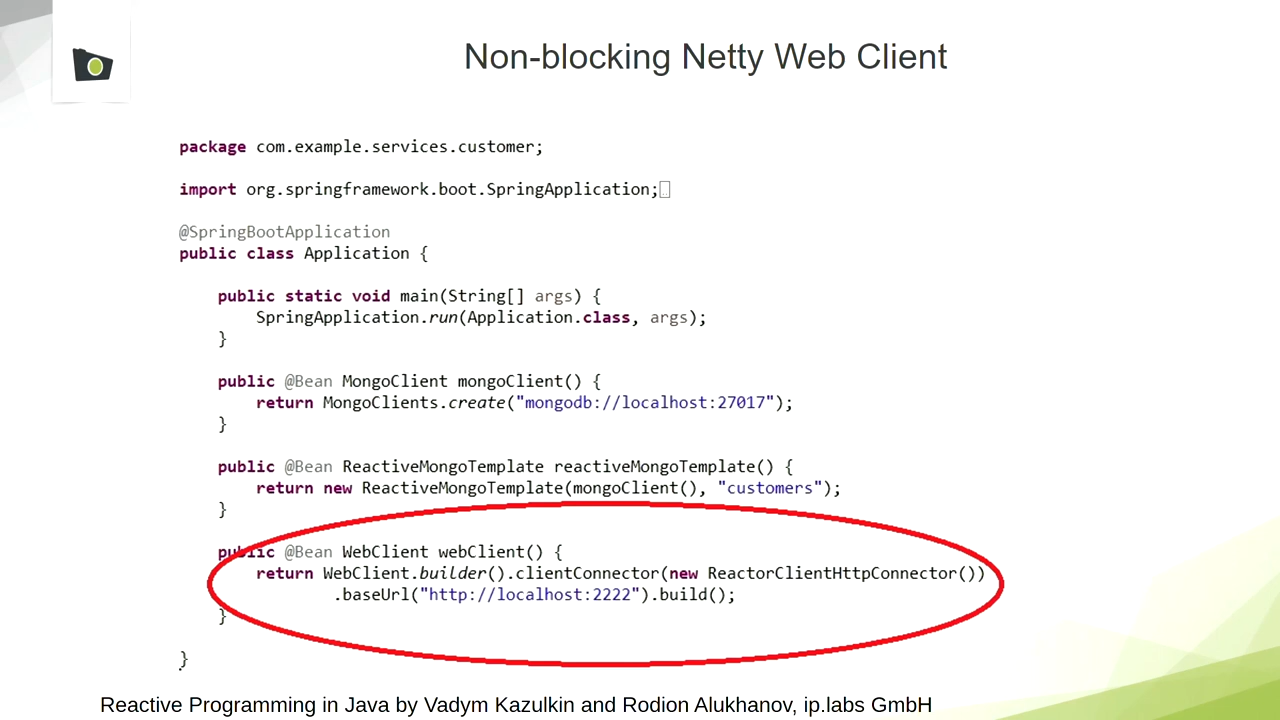 Non-blocking Netty Web Client
package com.example.services.customer;
import org.springframework.boot.SpringApplication;
@SpringBootApplication
public class Application {
public static void main(String[] args) {
SpringApplication.run(Application.class, args);
}
public @Bean MongoClient mongoClient() {
return MongoClients.create("mongodb://localhost:27017");
}
public @Bean ReactiveMongoTemplate reactiveMongoTemplate() {
return new ReactiveMongoTemplate(mongoClient(), "customers");
}
public @Bean WebClient webClient() {
return WebClient.builder().clientConnector(new ReactorClientHttpConnector())
.baseUrl("http://localhost:2222").build();
}
}
Reactive Programming in Java by Vadym Kazulkin and Rodion Alukhanov, ip.labs GmbH